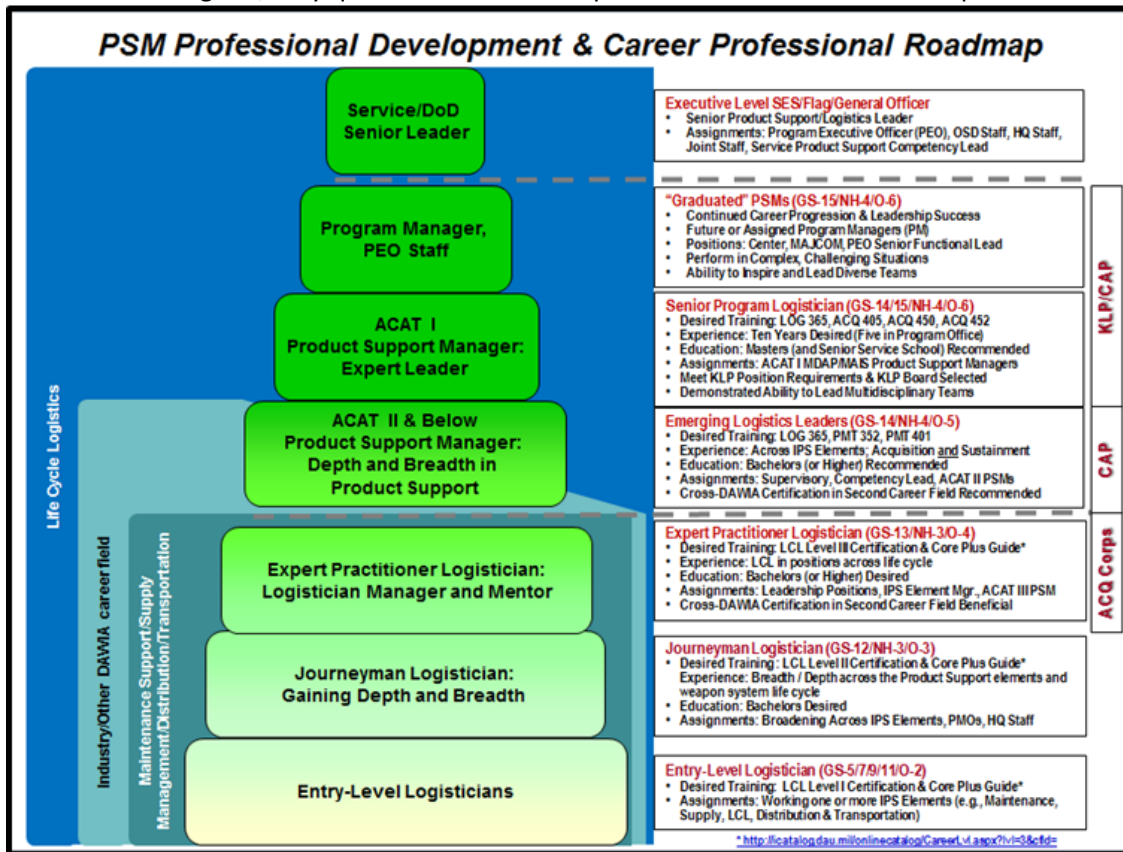 PSM Professional Development & Career Professional Roadmap
Service/DoD
Senior Leader
Program Manager,
PEO Staff
ACAT I
Product Support Manager:
Expert Leader
ACAT II & Below
Product Support Manager:
Depth and Breadth in
Product Support
Expert Practitioner Logistician:
Logistician Manager and Mentor
Journeyman Logistician:
Gaining Depth and Breadth
Entry-Level Logisticians
Life Cycle Logistics
Industry/Other DAWIA career field
Maintenance Support/Supply
Management/Distribution/Transportation
Executive Level SES/Flag/General Officer
• Senior Product Support/Logistics Leader
• Assignments: Program Executive Officer (PEO), OSD Staff, HQ Staff,
Joint Staff, Service Product Support Competency Lead
"Graduated" PSMs (GS-15/NH-4/O-6)
• Continued Career Progression & Leadership Success
• Future or Assigned Program Managers (PM)
• Positions: Center, MAJCOM, PEO Senior Functional Lead
• Perform in Complex, Challenging Situations
• Ability to Inspire and Lead Diverse Teams
Senior Program Logistician (GS-14/15/NH-4/O-6)
• Desired Training: LOG 365, ACQ 405, ACQ 450, ACQ 452
• Experience: Ten Years Desired (Five in Program Office)
• Education: Masters (and Senior Service School) Recommended
• Assignments: ACAT I MDAP/MAIS Product Support Managers
• Meet KLP Position Requirements & KLP Board Selected
• Demonstrated Ability to Lead Multidisciplinary Teams
Emerging Logistics Leaders (GS-14/NH-4/O-5)
• Desired Training: LOG 365, PMT 352, PMT 401
• Experience: Across IPS Elements; Acquisition and Sustainment
• Education: Bachelors (or Higher) Recommended
• Assignments: Supervisory, Competency Lead, ACAT II PSMs
• Cross-DAWIA Certification in Second Career Field Recommended
Expert Practitioner Logistician (GS-13/NH-3/O-4)
• Desired Training: LCL Level III Certification & Core Plus Guide*
• Experience: LCL in positions across life cycle
• Education: Bachelors (or Higher) Desired
• Assignments: Leadership Positions, IPS Element Mgr., ACAT III PSM
• Cross-DAWIA Certification in Second Career Field Beneficial
Journeyman Logistician (GS-12/NH-3/O-3)
• Desired Training: LCL Level II Certification & Core Plus Guide*
Experience: Breadth / Depth across the Product Support elements and
weapon system life cycle
• Education: Bachelors Desired
• Assignments: Broadening Across IPS Elements, PMOs, HQ Staff
Entry-Level Logistician (GS-5/7/9/11/O-2)
• Desired Training: LCL Level I Certification & Core Plus Guide*
• Assignments: Working one or more IPS Elements (e.g., Maintenance,
Supply, LCL, Distribution & Transportation)
* http://icatalog.dau.mil/onlinecatalog/CareerLvl.aspx?lvl=3&cfld=
KLP/CAP
CAP
ACQ Corps